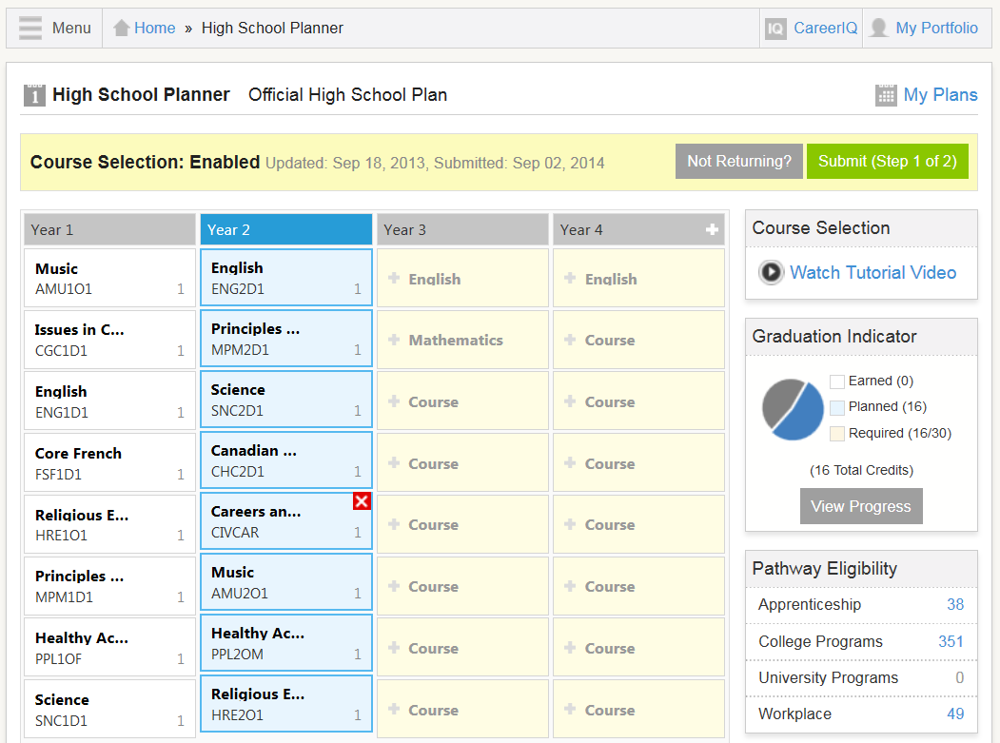 Menu Home » High School Planner IQ CareerIQ My Portfolio
1 High School Planner Official High School Plan My Plans
Course Selection: Enabled Updated: Sep 18, 2013, Submitted: Sep 02, 2014 Not Returning? Submit (Step 1 of 2)
Year 1
Music
AMU1O1 1
Issues in C...
CGC1D1 1
English
ENG1D1 1
Core French
FSF1D1 1
Religious E...
HRE1O1 1
Principles ...
MPM1D1 1
Healthy Ac...
PPL1OF 1
Science
SNC1D1 1
Year 2
English
ENG2D1 1
Principles ...
MPM2D1 1
Science
SNC2D1 1
Canadian ...
CHC2D1 1
Careers an...
CIVCAR 1
Music
AMU2O1 1
Healthy Ac...
PPL2OM 1
Religious E...
HRE2O1 1
Year 3
+ English
+ Mathematics
+ Course
+ Course
+ Course
+ Course
+ Course
+ Course
Year 4 +
+ English
+ Course
+ Course
+ Course
+ Course
+ Course
+ Course
+ Course
Course Selection
Watch Tutorial Video
Graduation Indicator
Earned (0)
Planned (16)
Required (16/30)
(16 Total Credits)
View Progress
Pathway Eligibility
Apprenticeship 38
College Programs 351
University Programs 0
Workplace 49